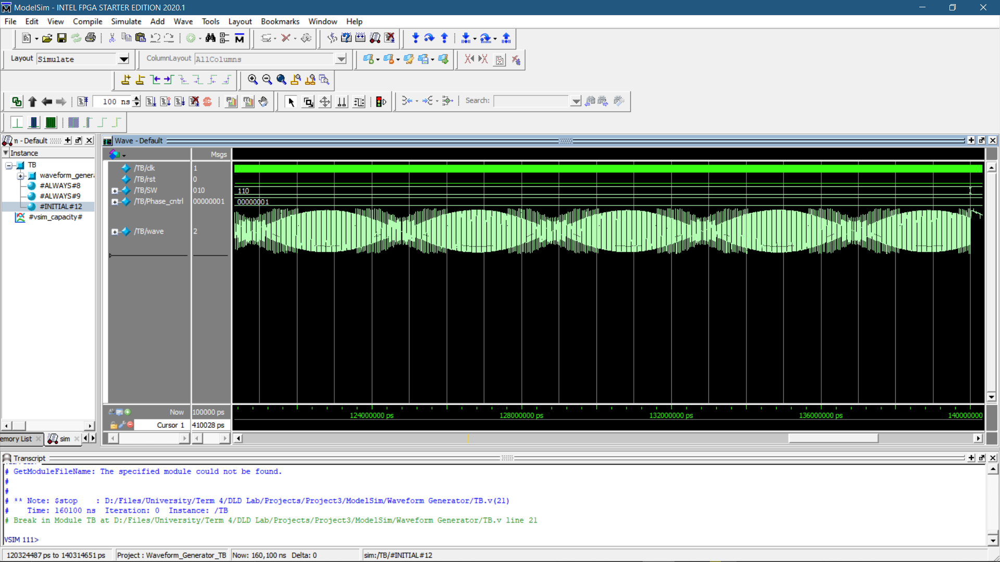 ModelSim - INTEL FPGA STARTER EDITION 2020.1
File Edit View Compile Simulate Add Wave Tools Layout Bookmarks Window Help
Layout Simulate ColumnLayout AllColumns
100 ns Search:
n - Default
Wave - Default
Instance
Msgs
TB
waveform_genera
#ALWAYS#8
#ALWAYS#9
#INITIAL#12
#vsim_capacity#
/TB/clk 1
/TB/rst 0
/TB/SW 010 110
/TB/Phase_cntrl 00000001 00000001
/TB/wave 2
Now 100000 ps
124000000 ps 128000000 ps 132000000 ps 136000000 ps 140000000
Cursor 1 410028 ps
emory List sim
Transcript
# GetModuleFileName: The specified module could not be found.
#
#
# ** Note: $stop : D:/Files/University/Term 4/DLD Lab/Projects/Project3/ModelSim/Waveform Generator/TB.v(21)
# Time: 160100 ns Iteration: 0 Instance: /TB
# Break in Module TB at D:/Files/University/Term 4/DLD Lab/Projects/Project3/ModelSim/Waveform Generator/TB.v line 21
VSIM 111>
120324487 ps to 140314651 ps Project : Waveform_Generator_TB Now: 160,100 ns Delta: 0 sim:/TB/#INITIAL#12